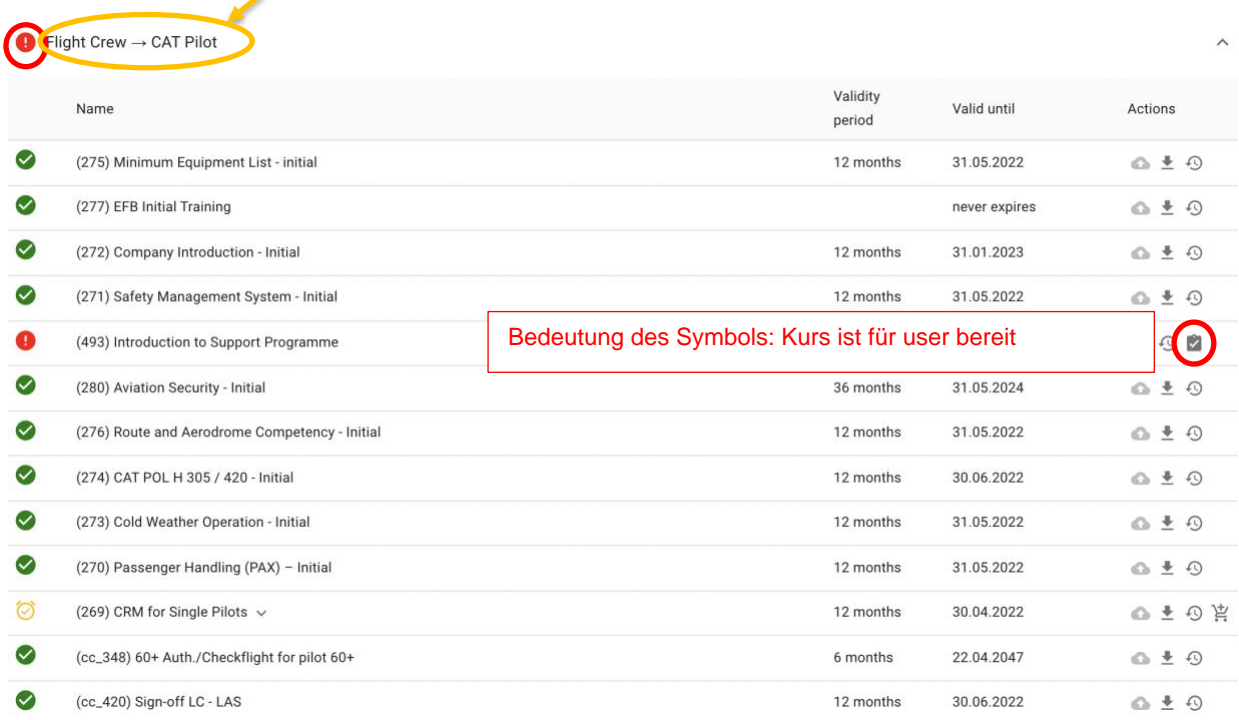 Flight Crew → CAT Pilot
Name Validity period Valid until Actions
(275) Minimum Equipment List - initial 12 months 31.05.2022
(277) EFB Initial Training never expires
(272) Company Introduction - Initial 12 months 31.01.2023
(271) Safety Management System - Initial 12 months 31.05.2022
(493) Introduction to Support Programme Bedeutung des Symbols: Kurs ist für user bereit
(280) Aviation Security - Initial 36 months 31.05.2024
(276) Route and Aerodrome Competency - Initial 12 months 31.05.2022
(274) CAT POL H 305 / 420 - Initial 12 months 30.06.2022
(273) Cold Weather Operation - Initial 12 months 31.05.2022
(270) Passenger Handling (PAX) – Initial 12 months 31.05.2022
(269) CRM for Single Pilots 12 months 30.04.2022
(cc_348) 60+ Auth./Checkflight for pilot 60+ 6 months 22.04.2047
(cc_420) Sign-off LC - LAS 12 months 30.06.2022